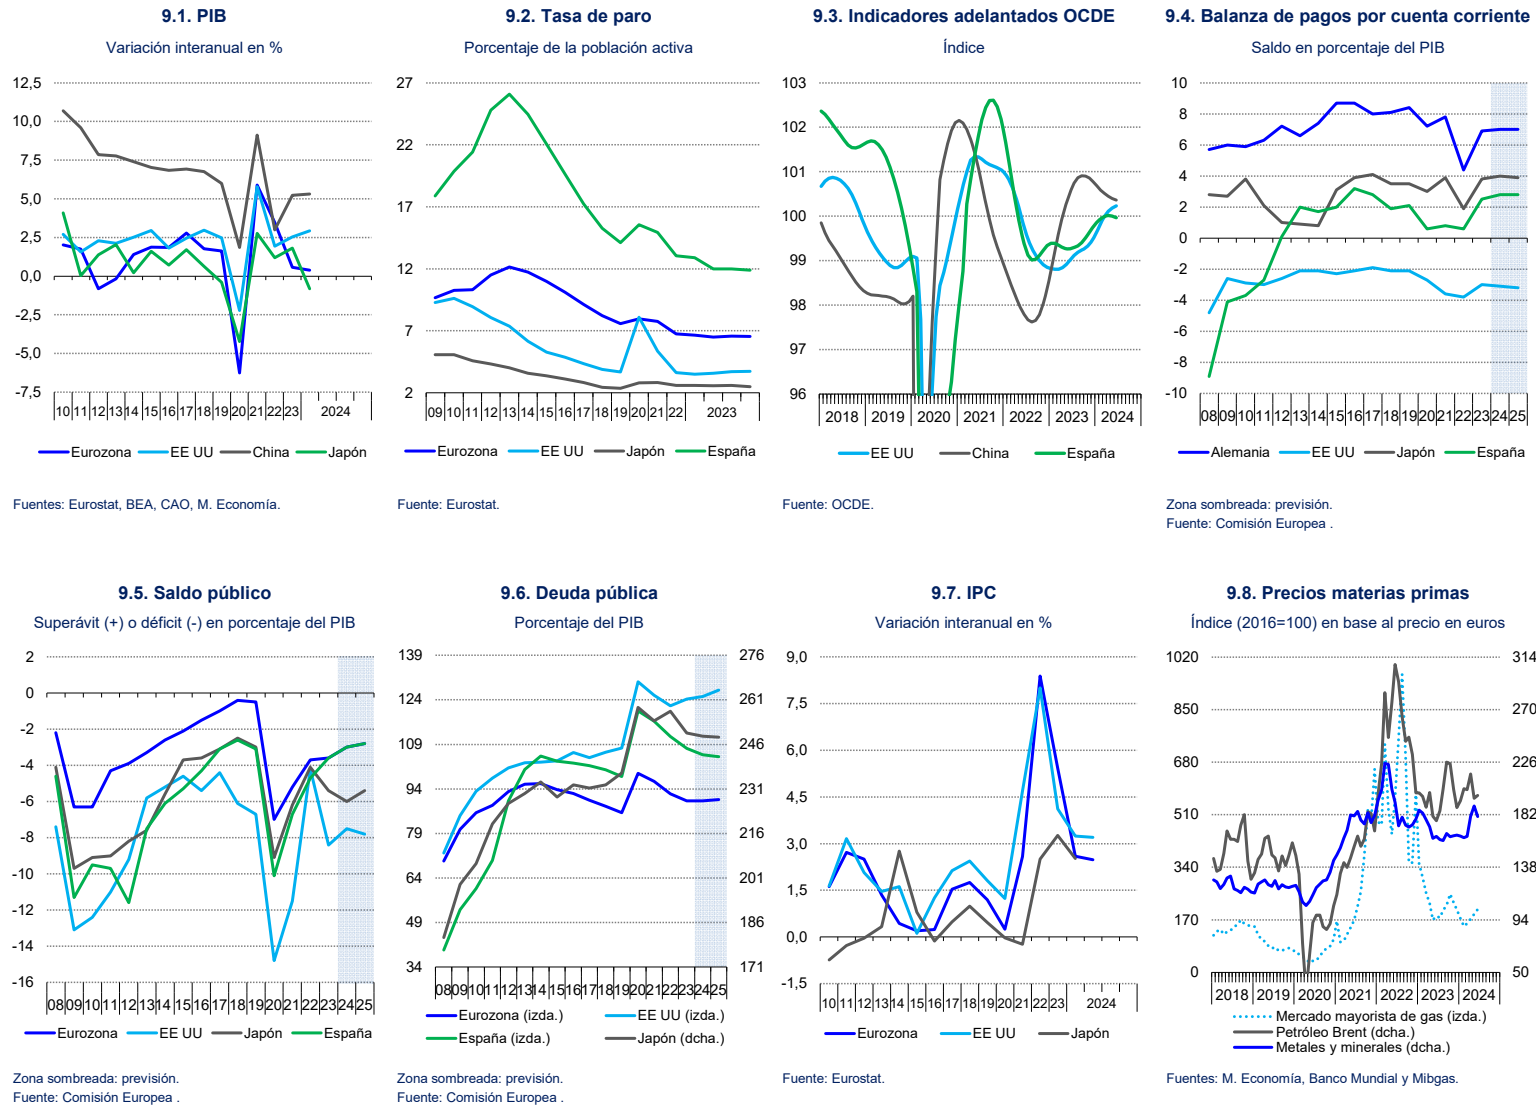 9.1. PIB
Variación interanual en %
12,5
10,0
7,5
5,0
2,5
0,0
-2,5
-5,0
-7,5
10 11 12 13 14 15 16 17 18 19 20 21 22 23 2024
Eurozona EE UU China Japón
Fuentes: Eurostat, BEA, CAO, M. Economía.
9.2. Tasa de paro
Porcentaje de la población activa
27
22
17
12
7
2
09 10 11 12 13 14 15 16 17 18 19 20 21 22 2023
Eurozona EE UU Japón España
Fuente: Eurostat.
9.3. Indicadores adelantados OCDE
Índice
103
102
101
100
99
98
97
96
2018 2019 2020 2021 2022 2023 2024
EE UU China España
Fuente: OCDE.
9.4. Balanza de pagos por cuenta corriente
Saldo en porcentaje del PIB
10
8
6
4
2
0
-2
-4
-6
-8
-10
08 09 10 11 12 13 14 15 16 17 18 19 20 21 22 23 24 25
Alemania EE UU Japón España
Zona sombreada: previsión.
Fuente: Comisión Europea .
9.5. Saldo público
Superávit (+) o déficit (-) en porcentaje del PIB
2
0
-2
-4
-6
-8
-10
-12
-14
-16
08 09 10 11 12 13 14 15 16 17 18 19 20 21 22 23 24 25
Eurozona EE UU Japón España
Zona sombreada: previsión.
Fuente: Comisión Europea .
9.6. Deuda pública
Porcentaje del PIB
139 276
124 261
109 246
94 231
79 216
64 201
49 186
34 171
08 09 10 11 12 13 14 15 16 17 18 19 20 21 22 23 24 25
Eurozona (izda.) EE UU (izda.)
España (izda.) Japón (dcha.)
Zona sombreada: previsión.
Fuente: Comisión Europea .
9.7. IPC
Variación interanual en %
9,0
7,5
6,0
4,5
3,0
1,5
0,0
-1,5
10 11 12 13 14 15 16 17 18 19 20 21 22 23 2024
Eurozona EE UU Japón
Fuente: Eurostat.
9.8. Precios materias primas
Índice (2016=100) en base al precio en euros
1020 314
850 270
680 226
510 182
340 138
170 94
0 50
2018 2019 2020 2021 2022 2023 2024
Mercado mayorista de gas (izda.)
Petróleo Brent (dcha.)
Metales y minerales (dcha.)
Fuentes: M. Economía, Banco Mundial y Mibgas.